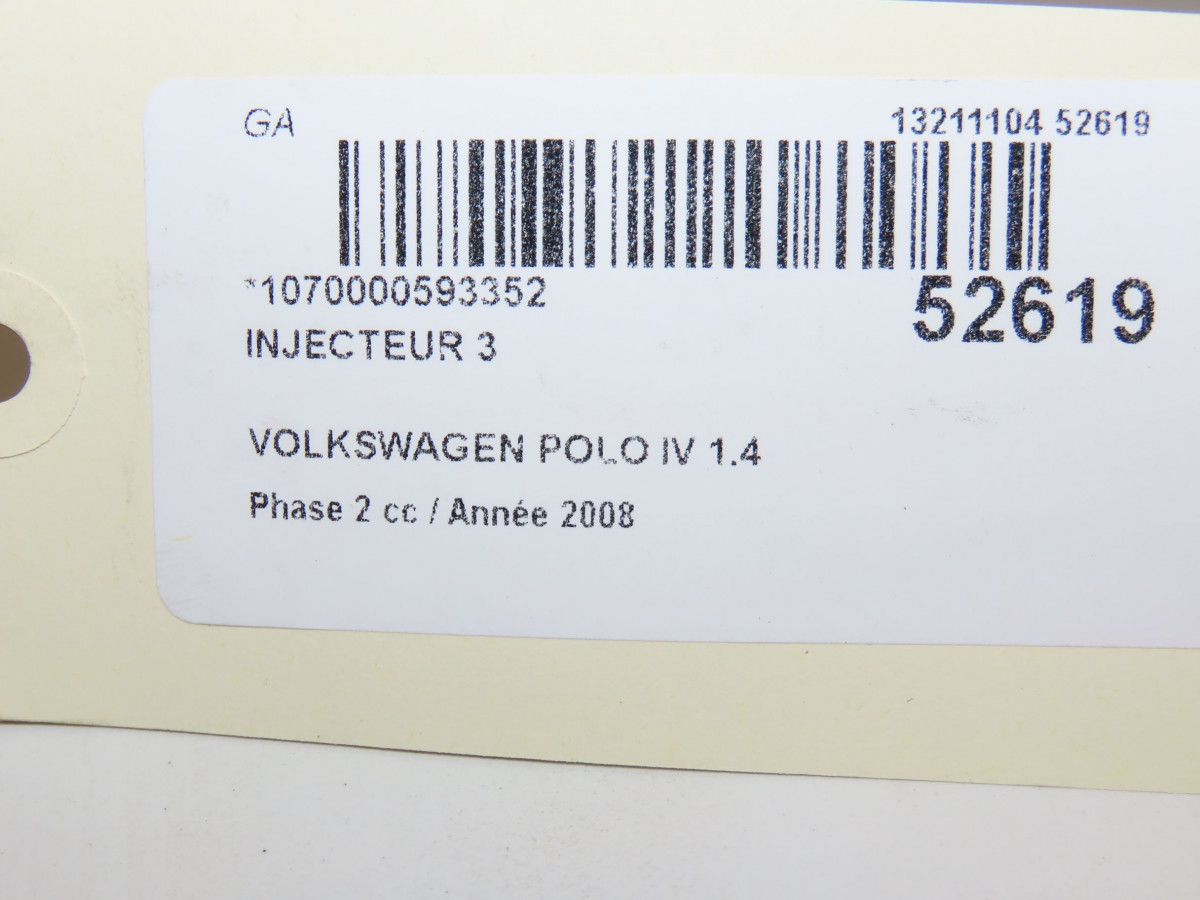 GA 13211104 52619
*1070000593352 52619
INJECTEUR 3
VOLKSWAGEN POLO IV 1.4
Phase 2 cc / Année 2008